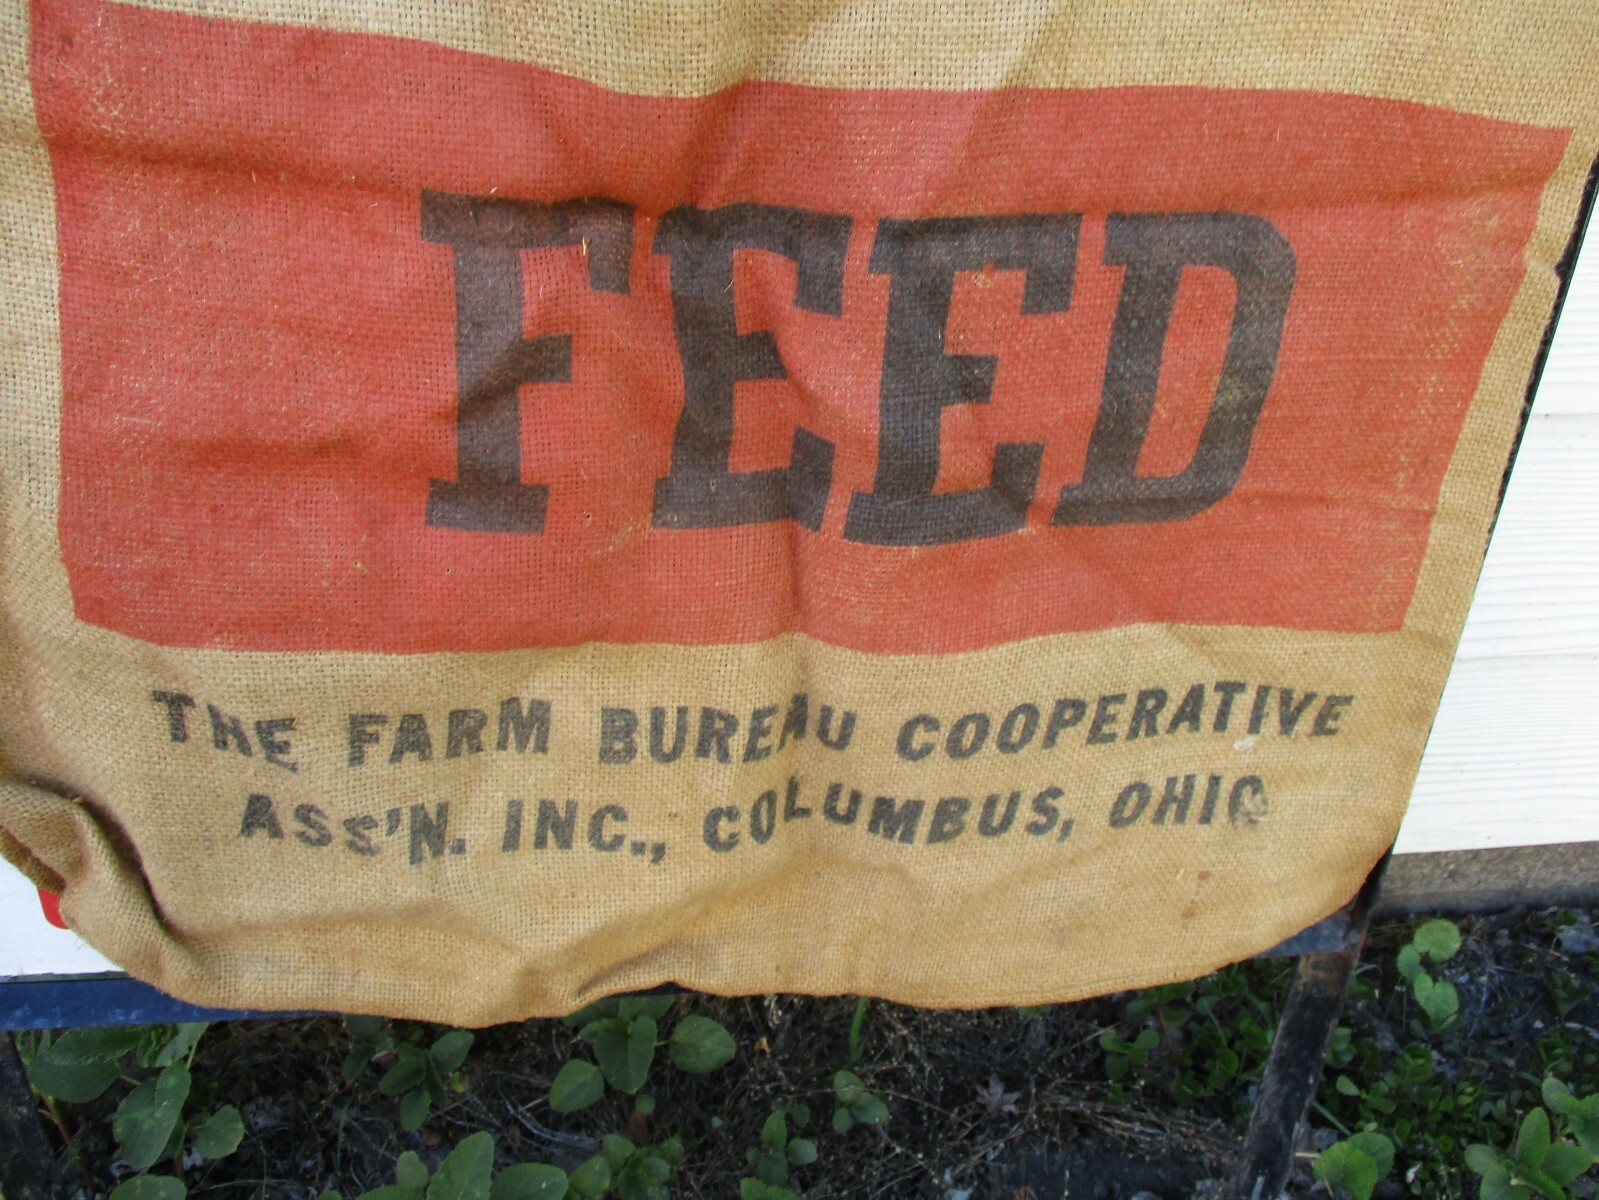 FEED
THE FARM BUREAU COOPERATIVE
ASS'N. INC., COLUMBUS, OHIO